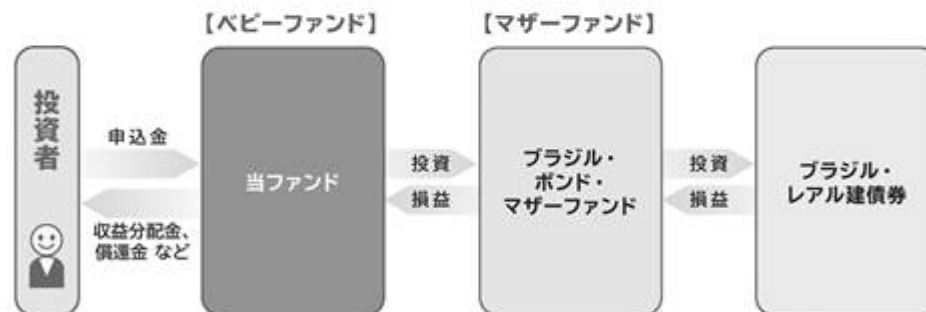 【ベビーファンド】
【マザーファンド】
投資者
申込金
収益分配金、
償還金 など
当ファンド
投資
損益
ブラジル・
ボンド・
マザーファンド
投資
損益
ブラジル・
レアル建債券